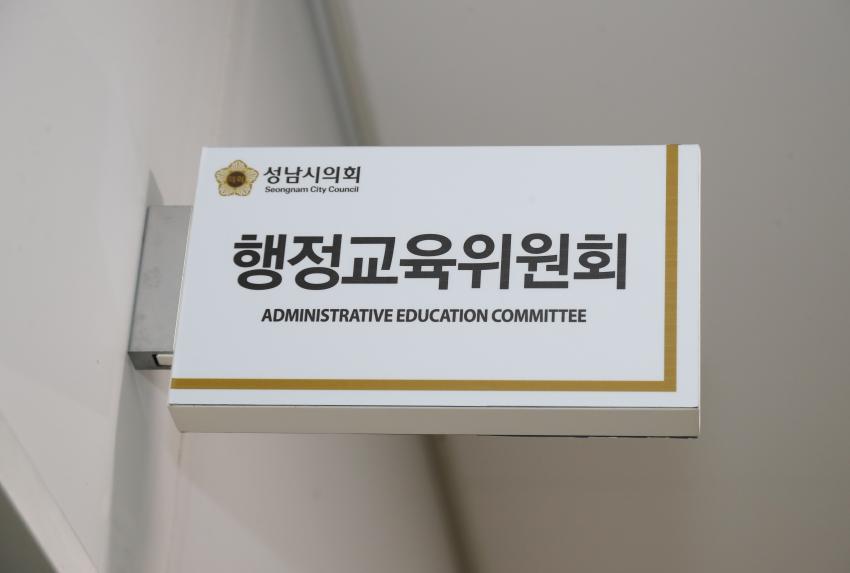 성남시의회
Seongnam City Council
행정교육위원회
ADMINISTRATIVE EDUCATION COMMITTEE